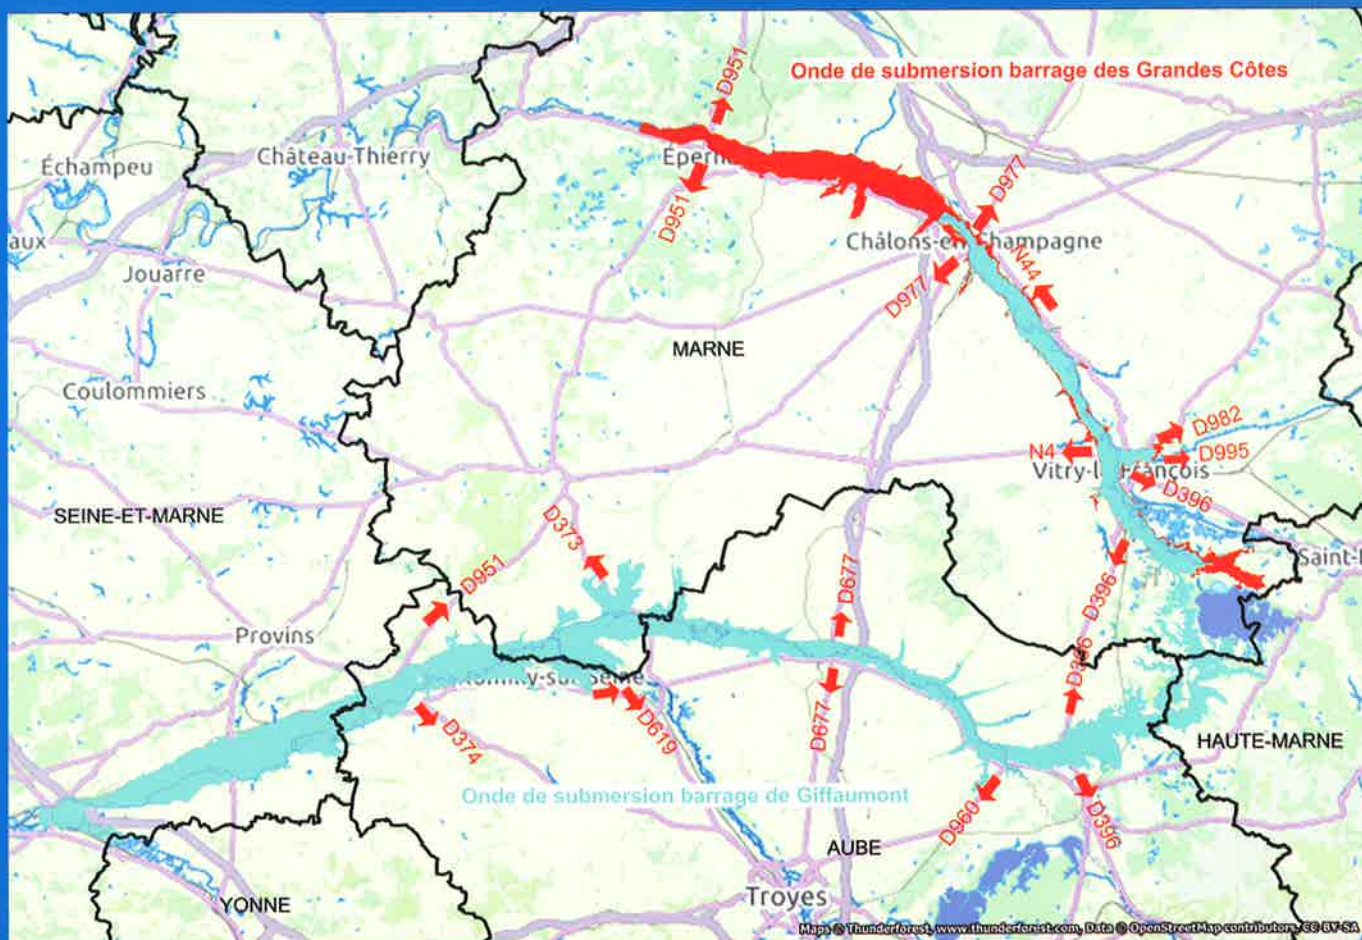 D951
Onde de submersion barrage des Grandes Côtes
Échampeu
Château-Thierry
D977
D951
aux
Châlons-en-Champagne
Jouarre
N44
D977
MARNE
Coulommiers
D982
N4
D995
Vitry-le-François
D396
SEINE-ET-MARNE
D373
Saint-
D951
D677
D396
Provins
D396
D619
D677
D374
HAUTE-MARNE
Onde de submersion barrage de Giffaumont
D960
D396
AUBE
Troyes
YONNE
Maps © Thunderforest, www.thunderforest.com, Data © OpenStreetMap contributors, CC-BY-SA